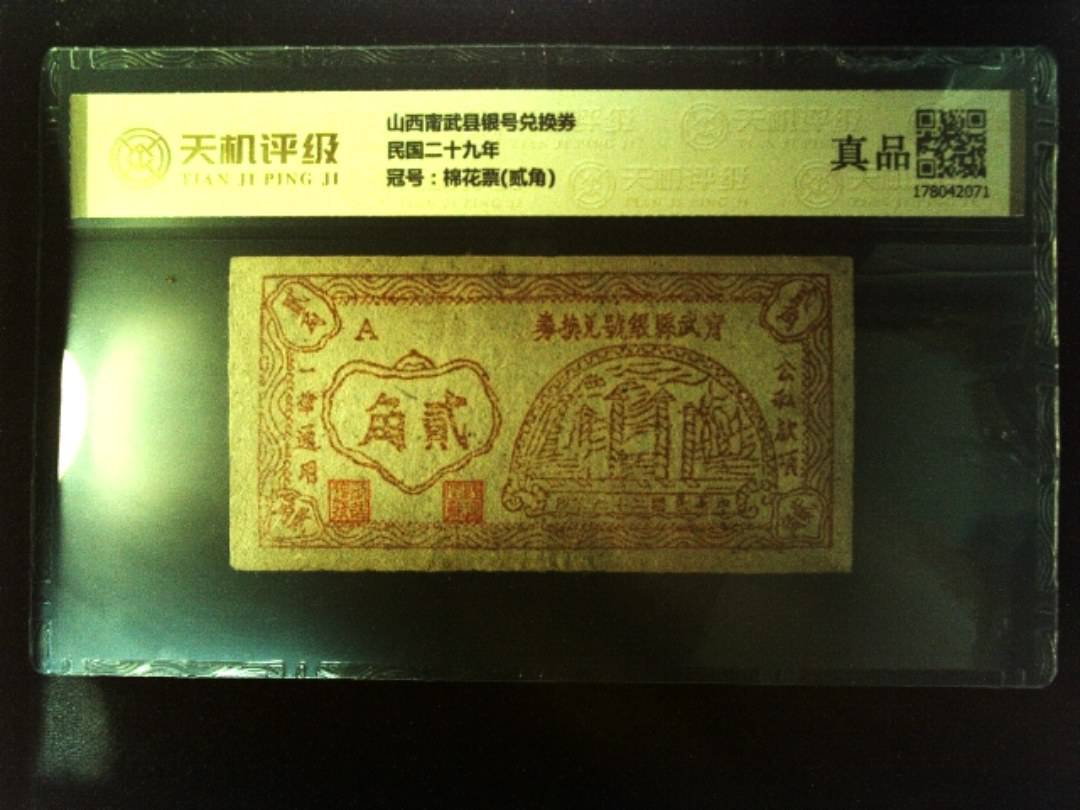 天机评级
TIAN JI PING JI
山西甯武县银号兑换券
民国二十九年
冠号：棉花票(贰角)
真品
178042071
A
券換兌號銀縣武甯
角貳
一律通用
公私款項